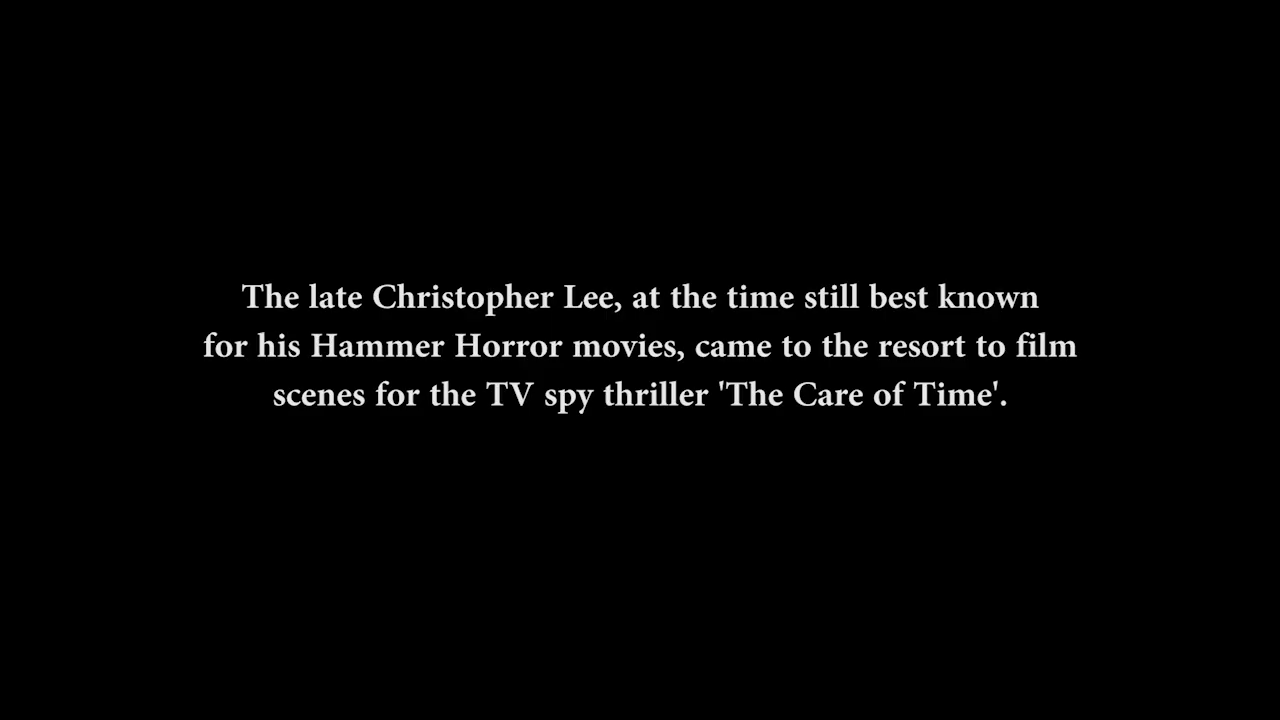 The late Christopher Lee, at the time still best known
for his Hammer Horror movies, came to the resort to film
scenes for the TV spy thriller 'The Care of Time'.